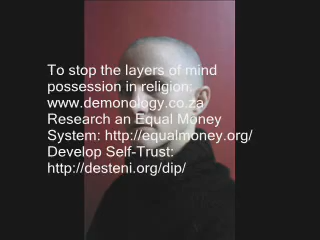 To stop the layers of mind
possession in religion:
www.demonology.co.za
Research an Equal Money
System: http://equalmoney.org/
Develop Self-Trust:
http://desteni.org/dip/